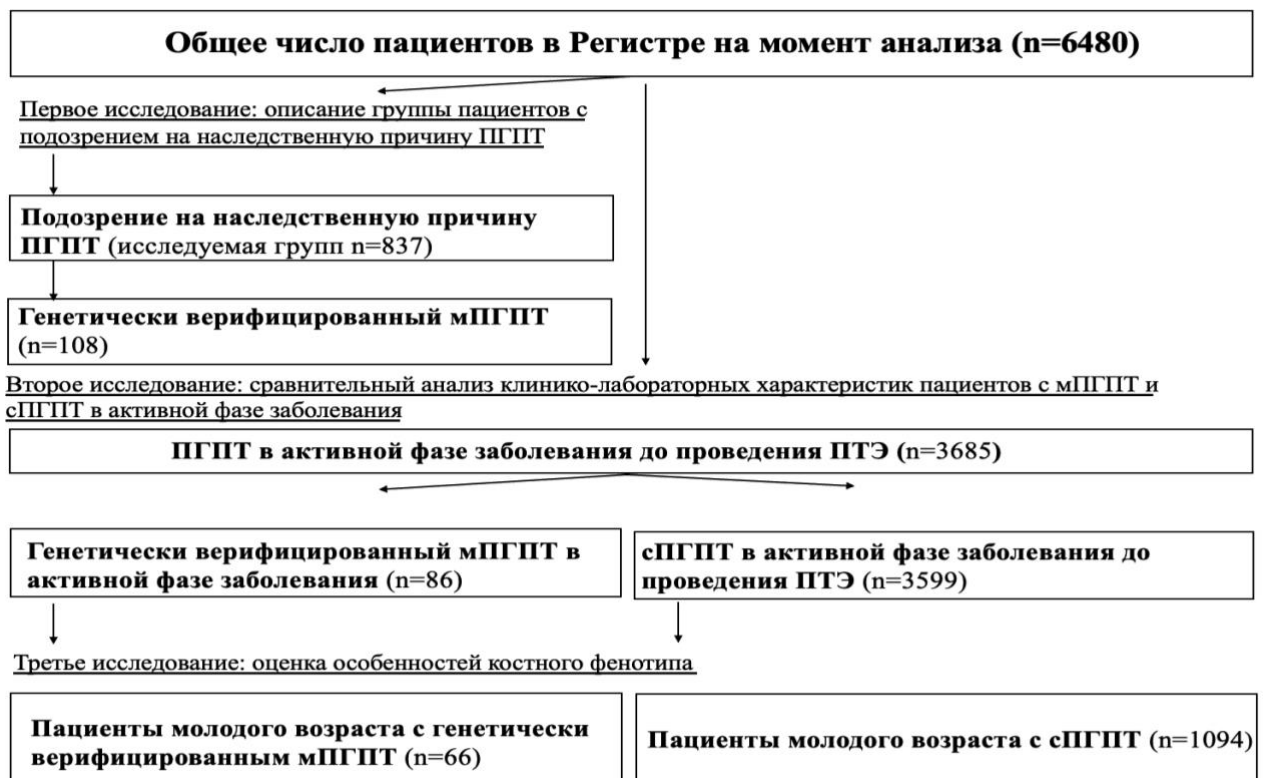 Общее число пациентов в Регистре на момент анализа (n=6480)
Первое исследование: описание группы пациентов с
подозрением на наследственную причину ПГПТ
Подозрение на наследственную причину
ПГПТ (исследуемая групп n=837)
Генетически верифицированный мПГПТ
(n=108)
Второе исследование: сравнительный анализ клинико-лабораторных характеристик пациентов с мПГПТ и
сПГПТ в активной фазе заболевания
ПГПТ в активной фазе заболевания до проведения ПТЭ (n=3685)
Генетически верифицированный мПГПТ в
активной фазе заболевания (n=86)
сПГПТ в активной фазе заболевания до
проведения ПТЭ (n=3599)
Третье исследование: оценка особенностей костного фенотипа
Пациенты молодого возраста с генетически
верифицированным мПГПТ (n=66)
Пациенты молодого возраста с сПГПТ (n=1094)